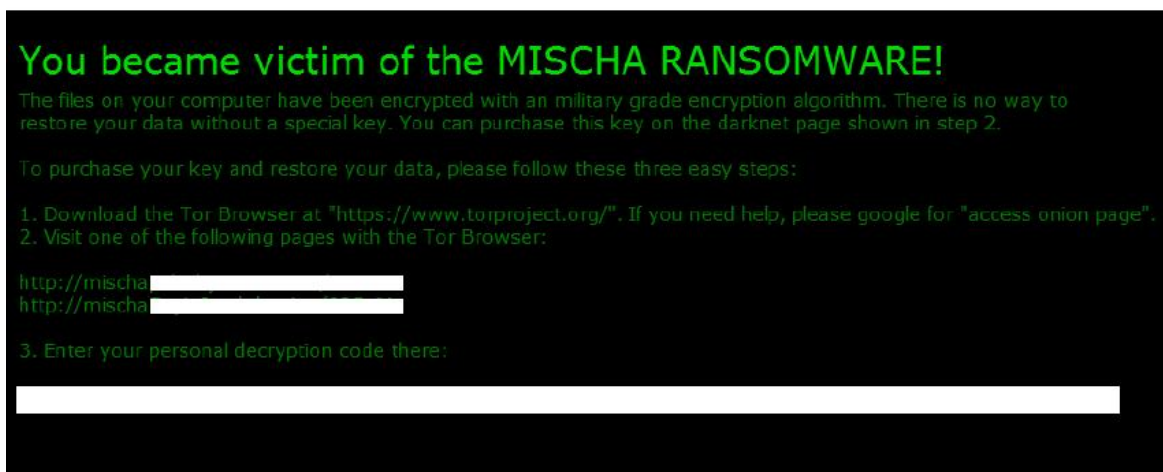 You became victim of the MISCHA RANSOMWARE!
The files on your computer have been encrypted with an military grade encryption algorithm. There is no way to
restore your data without a special key. You can purchase this key on the darknet page shown in step 2.
To purchase your key and restore your data, please follow these three easy steps:
1. Download the Tor Browser at "https://www.torproject.org/". If you need help, please google for "access onion page".
2. Visit one of the following pages with the Tor Browser:
http://mischa
http://mischa
3. Enter your personal decryption code there: